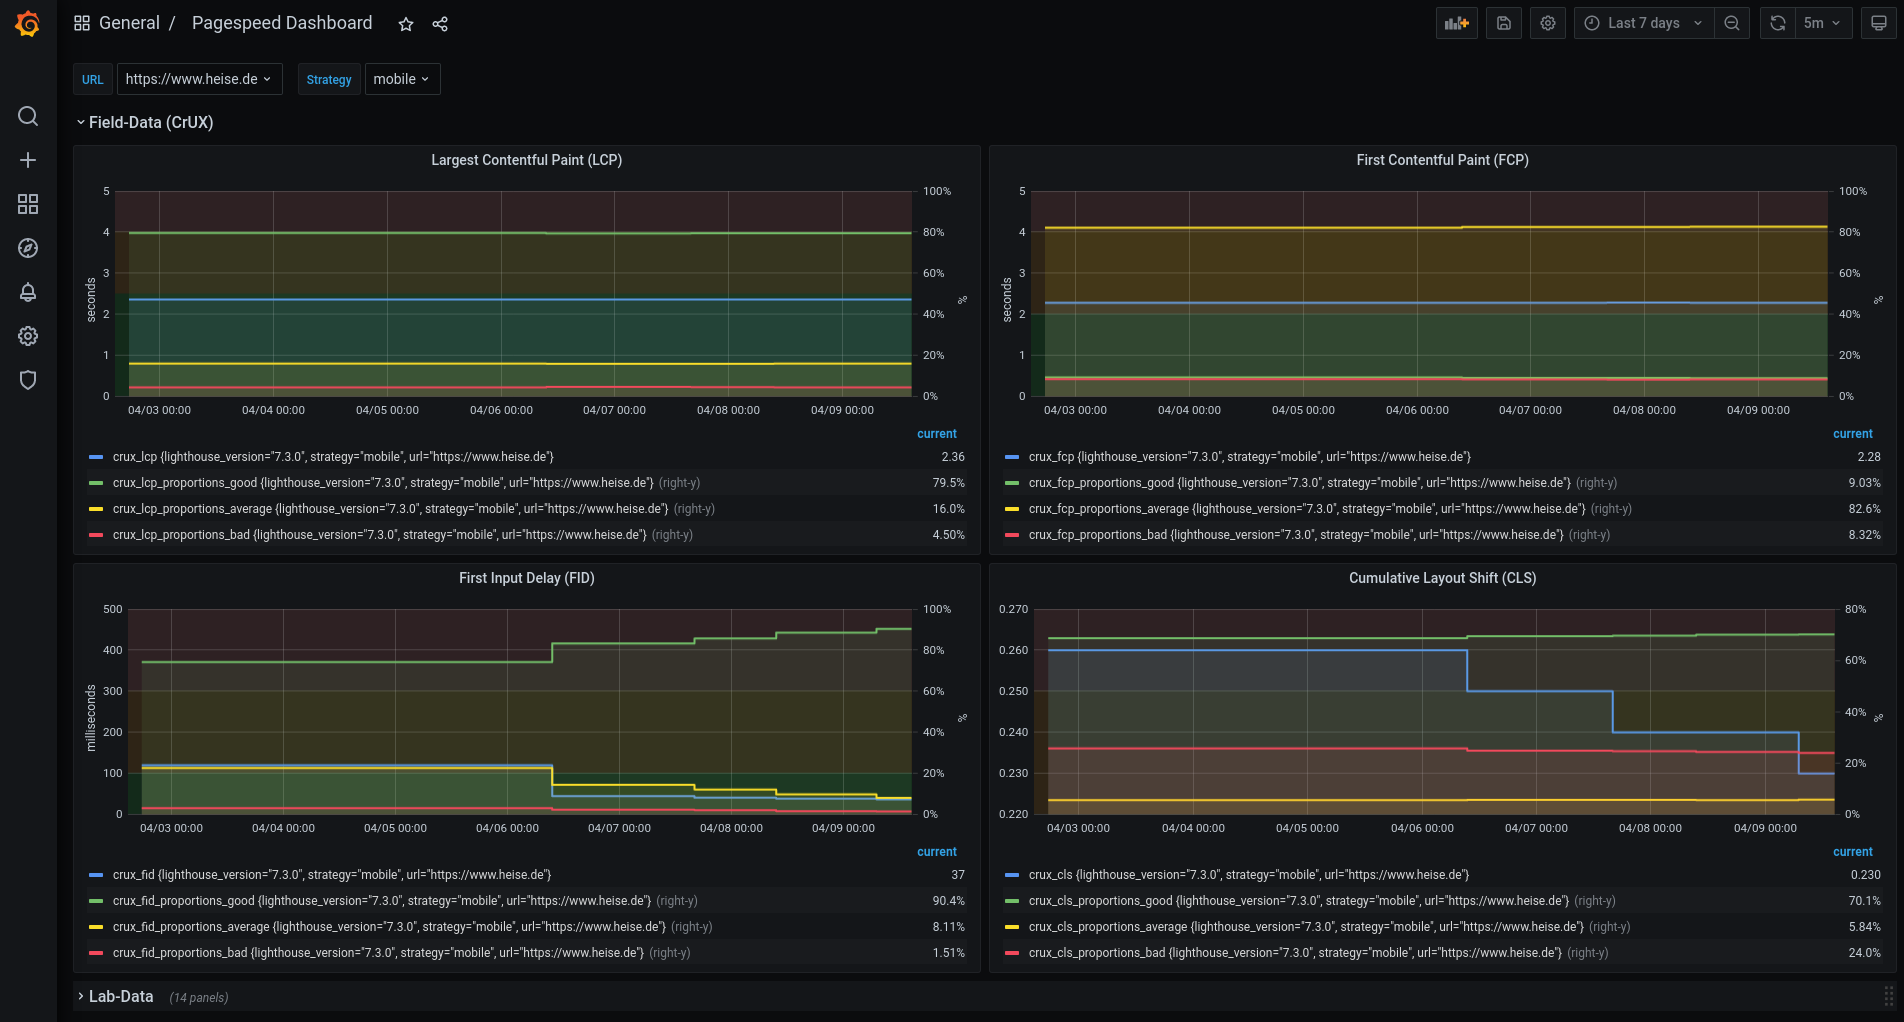 General / Pagespeed Dashboard
Last 7 days
5m
URL https://www.heise.de Strategy mobile
Field-Data (CrUX)
Largest Contentful Paint (LCP)
5 100%
4 80%
3 60%
2 40%
1 20%
0 0%
seconds
%
04/03 00:00 04/04 00:00 04/05 00:00 04/06 00:00 04/07 00:00 04/08 00:00 04/09 00:00
current
crux_lcp {lighthouse_version="7.3.0", strategy="mobile", url="https://www.heise.de"} 2.36
crux_lcp_proportions_good {lighthouse_version="7.3.0", strategy="mobile", url="https://www.heise.de"} (right-y) 79.5%
crux_lcp_proportions_average {lighthouse_version="7.3.0", strategy="mobile", url="https://www.heise.de"} (right-y) 16.0%
crux_lcp_proportions_bad {lighthouse_version="7.3.0", strategy="mobile", url="https://www.heise.de"} (right-y) 4.50%
First Contentful Paint (FCP)
5 100%
4 80%
3 60%
2 40%
1 20%
0 0%
seconds
%
04/03 00:00 04/04 00:00 04/05 00:00 04/06 00:00 04/07 00:00 04/08 00:00 04/09 00:00
current
crux_fcp {lighthouse_version="7.3.0", strategy="mobile", url="https://www.heise.de"} 2.28
crux_fcp_proportions_good {lighthouse_version="7.3.0", strategy="mobile", url="https://www.heise.de"} (right-y) 9.03%
crux_fcp_proportions_average {lighthouse_version="7.3.0", strategy="mobile", url="https://www.heise.de"} (right-y) 82.6%
crux_fcp_proportions_bad {lighthouse_version="7.3.0", strategy="mobile", url="https://www.heise.de"} (right-y) 8.32%
First Input Delay (FID)
500 100%
400 80%
300 60%
200 40%
100 20%
0 0%
milliseconds
%
04/03 00:00 04/04 00:00 04/05 00:00 04/06 00:00 04/07 00:00 04/08 00:00 04/09 00:00
current
crux_fid {lighthouse_version="7.3.0", strategy="mobile", url="https://www.heise.de"} 37
crux_fid_proportions_good {lighthouse_version="7.3.0", strategy="mobile", url="https://www.heise.de"} (right-y) 90.4%
crux_fid_proportions_average {lighthouse_version="7.3.0", strategy="mobile", url="https://www.heise.de"} (right-y) 8.11%
crux_fid_proportions_bad {lighthouse_version="7.3.0", strategy="mobile", url="https://www.heise.de"} (right-y) 1.51%
Cumulative Layout Shift (CLS)
0.270 80%
0.260 60%
0.250
0.240 40%
0.230 20%
0.220 0%
%
04/03 00:00 04/04 00:00 04/05 00:00 04/06 00:00 04/07 00:00 04/08 00:00 04/09 00:00
current
crux_cls {lighthouse_version="7.3.0", strategy="mobile", url="https://www.heise.de"} 0.230
crux_cls_proportions_good {lighthouse_version="7.3.0", strategy="mobile", url="https://www.heise.de"} (right-y) 70.1%
crux_cls_proportions_average {lighthouse_version="7.3.0", strategy="mobile", url="https://www.heise.de"} (right-y) 5.84%
crux_cls_proportions_bad {lighthouse_version="7.3.0", strategy="mobile", url="https://www.heise.de"} (right-y) 24.0%
Lab-Data (14 panels)